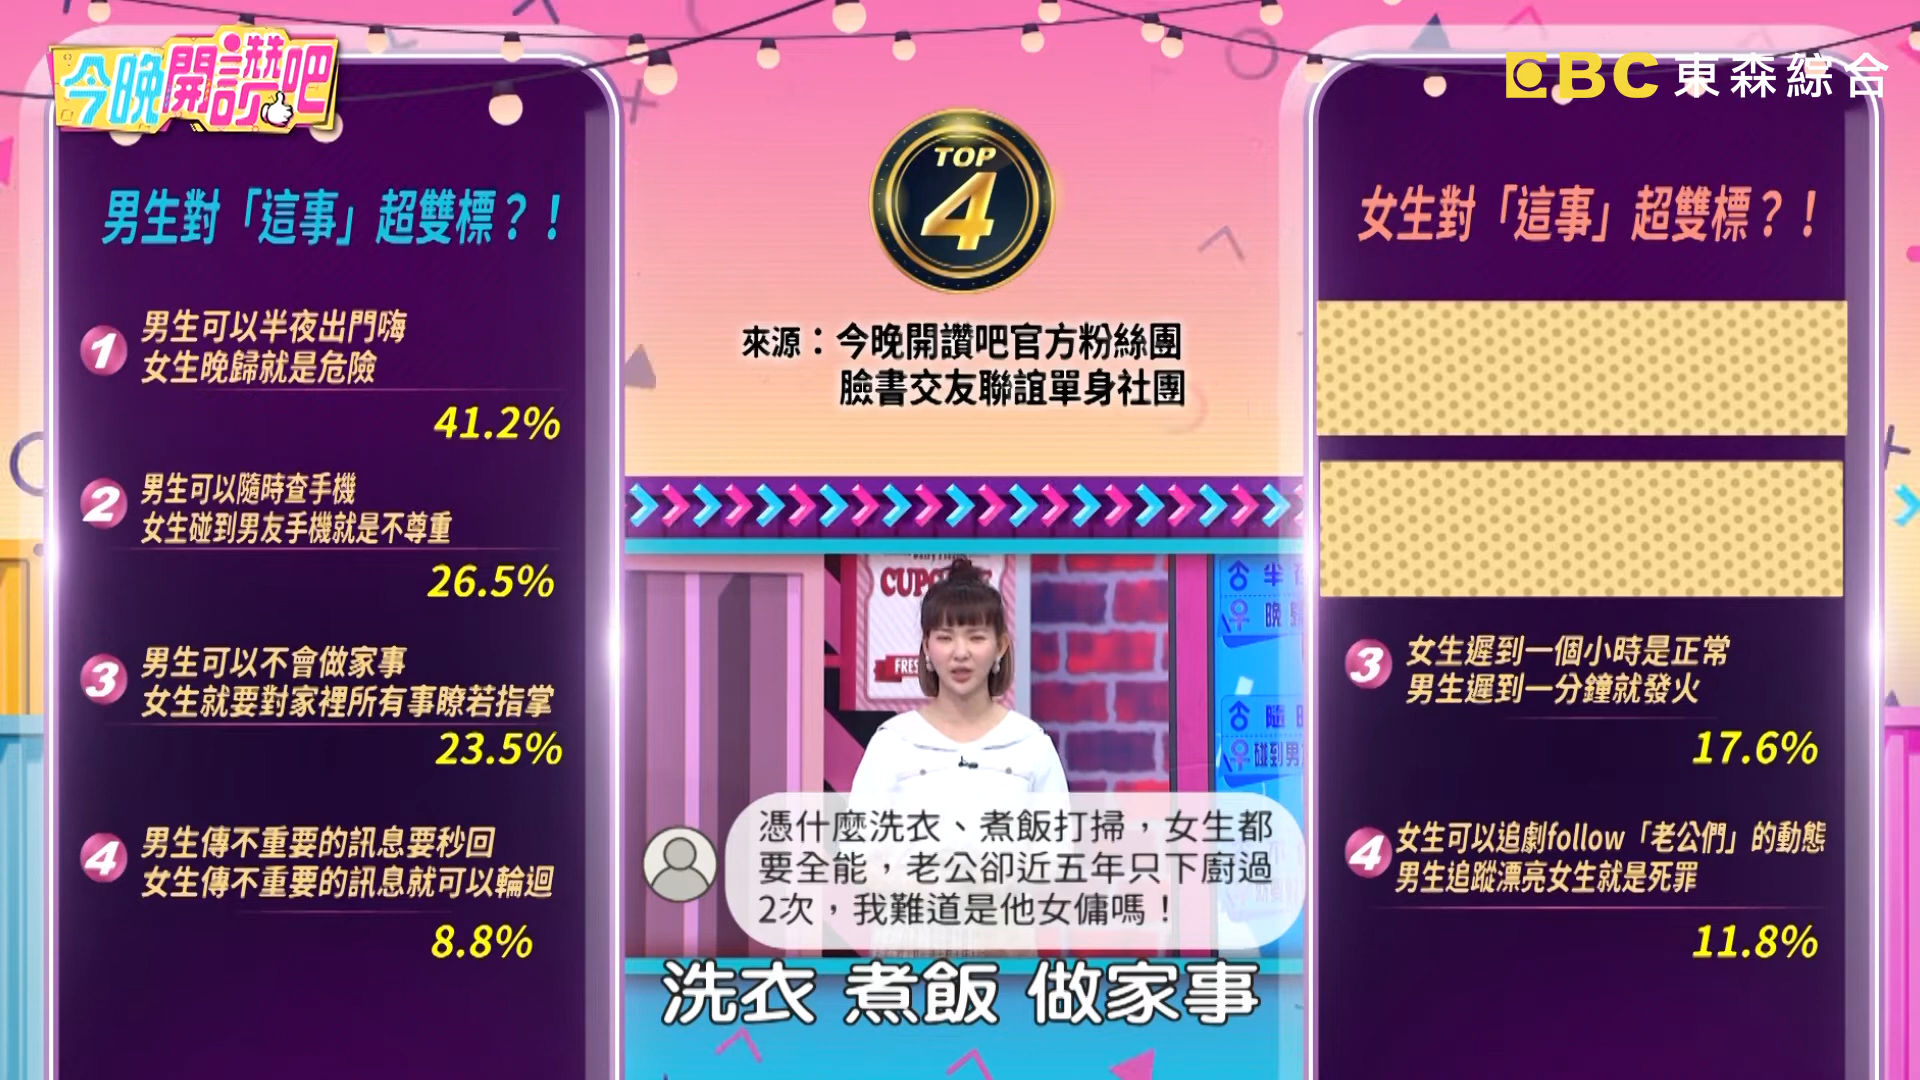 今晚開讚吧
EBC 東森綜合
男生對「這事」超雙標？！
1
男生可以半夜出門嗨
女生晚歸就是危險
41.2%
2
男生可以隨時查手機
女生碰到男友手機就是不尊重
26.5%
3
男生可以不會做家事
女生就要對家裡所有事瞭若指掌
23.5%
4
男生傳不重要的訊息要秒回
女生傳不重要的訊息就可以輪迴
8.8%
TOP
4
來源：今晚開讚吧官方粉絲團
臉書交友聯誼單身社團
半
晚
隨
碰到男
憑什麼洗衣、煮飯打掃，女生都
要全能，老公卻近五年只下廚過
2次，我難道是他女傭嗎！
洗衣 煮飯 做家事
女生對「這事」超雙標？！
3
女生遲到一個小時是正常
男生遲到一分鐘就發火
17.6%
4
女生可以追劇follow「老公們」的動態
男生追蹤漂亮女生就是死罪
11.8%